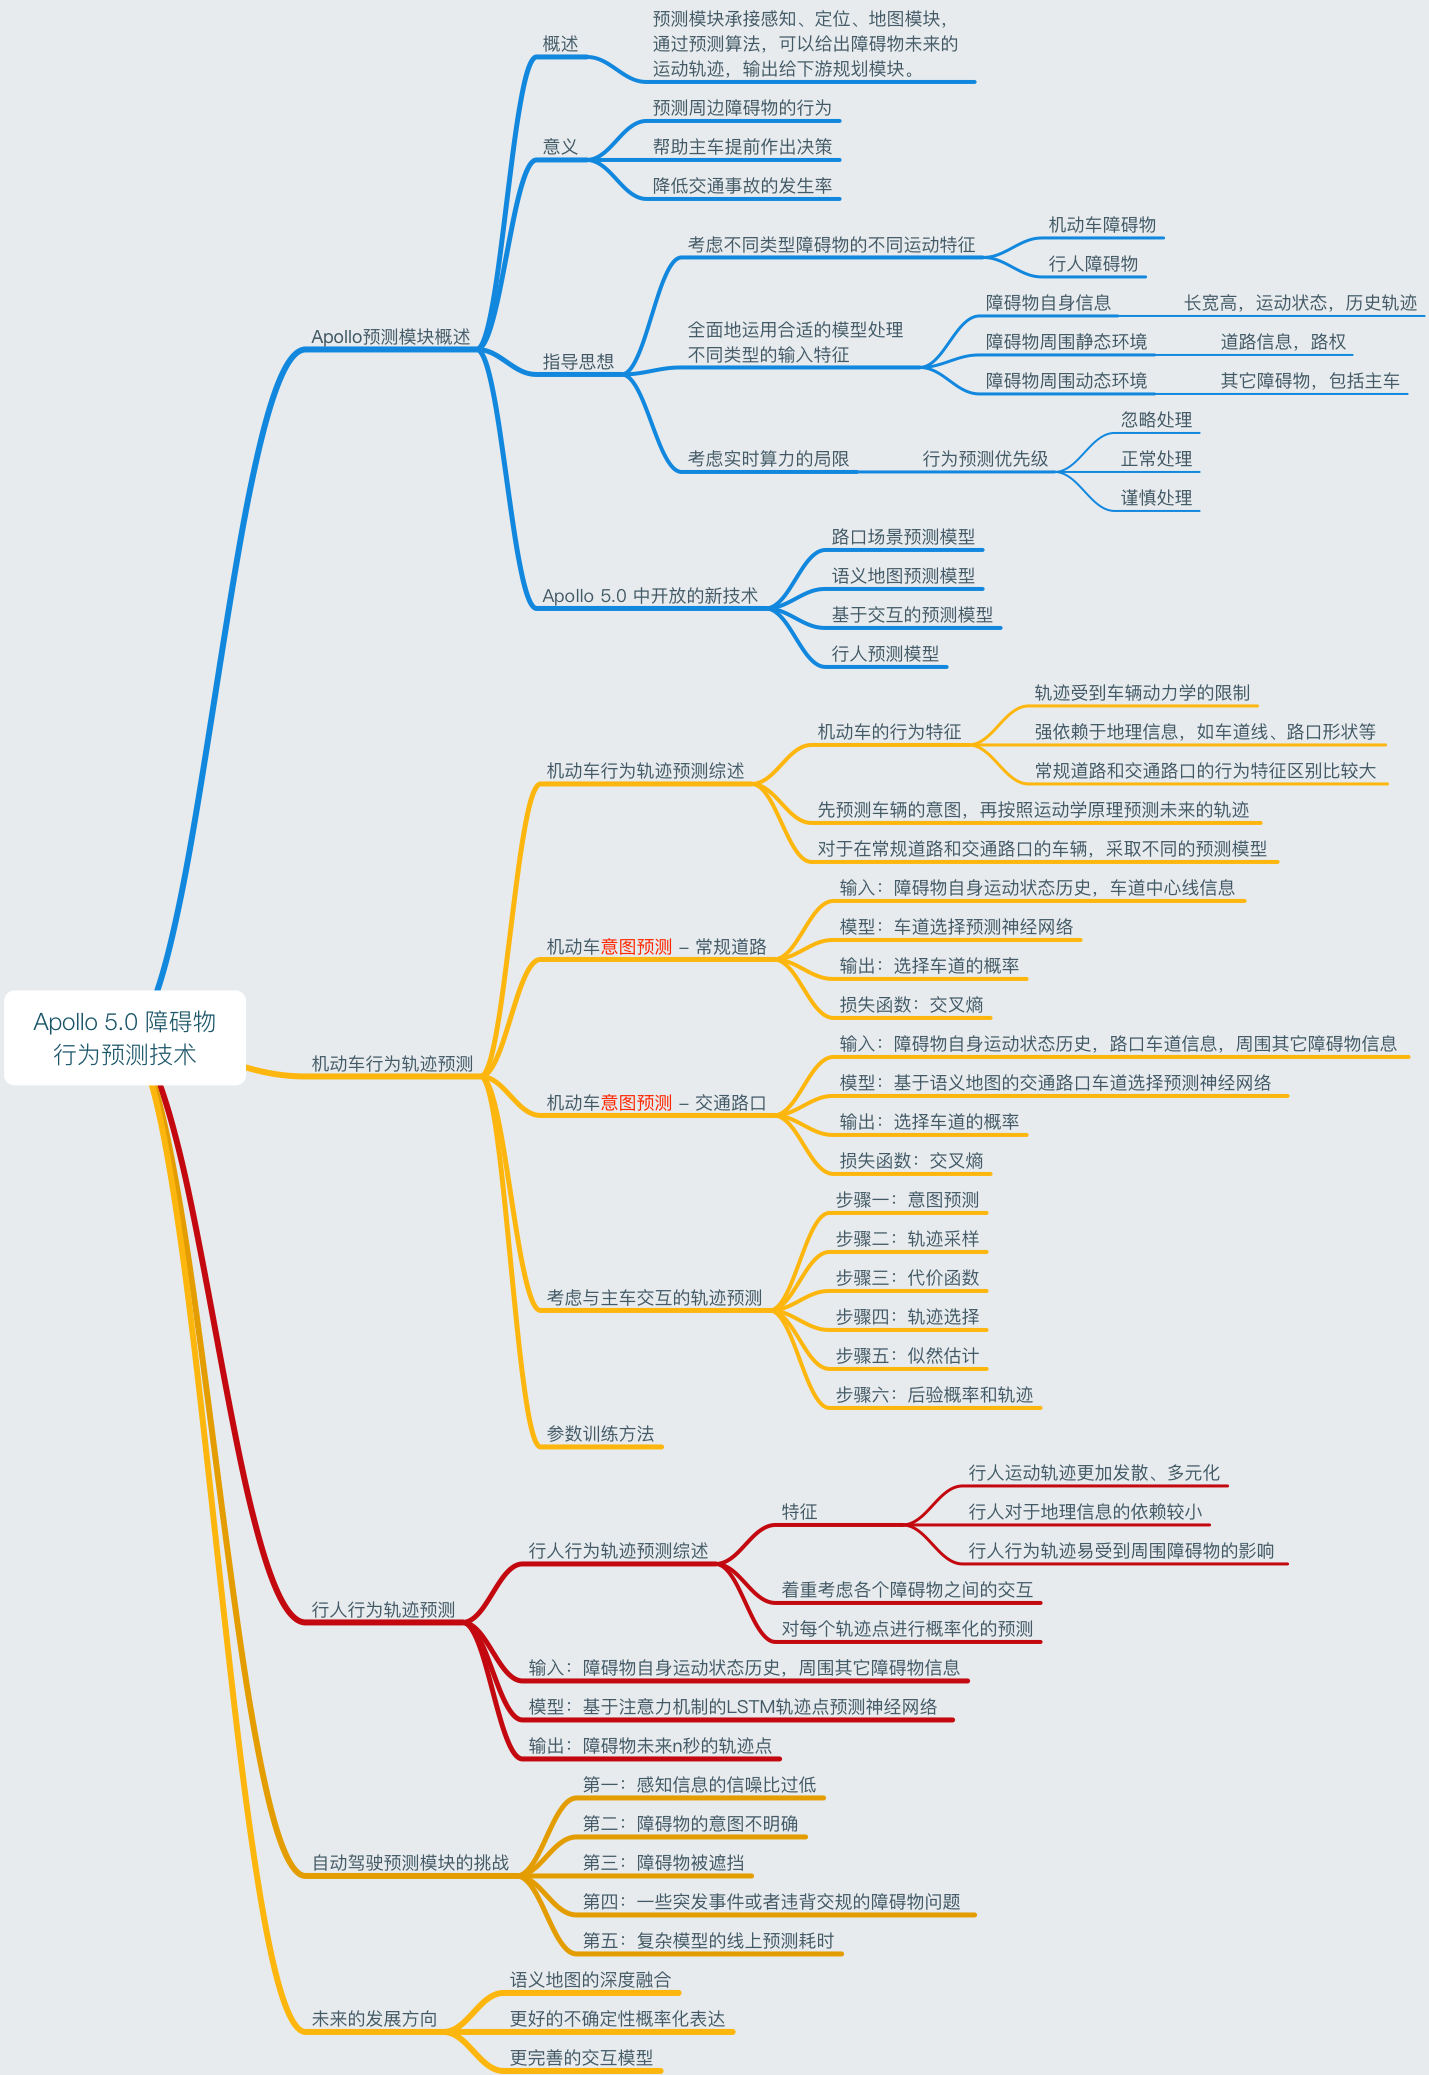 Apollo 5.0 障碍物
行为预测技术
Apollo预测模块概述
概述
预测模块承接感知、定位、地图模块，
通过预测算法，可以给出障碍物未来的
运动轨迹，输出给下游规划模块。
意义
预测周边障碍物的行为
帮助主车提前作出决策
降低交通事故的发生率
指导思想
考虑不同类型障碍物的不同运动特征
机动车障碍物
行人障碍物
全面地运用合适的模型处理
不同类型的输入特征
障碍物自身信息
长宽高，运动状态，历史轨迹
障碍物周围静态环境
道路信息，路权
障碍物周围动态环境
其它障碍物，包括主车
考虑实时算力的局限
行为预测优先级
忽略处理
正常处理
谨慎处理
Apollo 5.0 中开放的新技术
路口场景预测模型
语义地图预测模型
基于交互的预测模型
行人预测模型
机动车行为轨迹预测
机动车行为轨迹预测综述
机动车的行为特征
轨迹受到车辆动力学的限制
强依赖于地理信息，如车道线、路口形状等
常规道路和交通路口的行为特征区别比较大
先预测车辆的意图，再按照运动学原理预测未来的轨迹
对于在常规道路和交通路口的车辆，采取不同的预测模型
机动车意图预测 – 常规道路
输入：障碍物自身运动状态历史，车道中心线信息
模型：车道选择预测神经网络
输出：选择车道的概率
损失函数：交叉熵
机动车意图预测 – 交通路口
输入：障碍物自身运动状态历史，路口车道信息，周围其它障碍物信息
模型：基于语义地图的交通路口车道选择预测神经网络
输出：选择车道的概率
损失函数：交叉熵
考虑与主车交互的轨迹预测
步骤一：意图预测
步骤二：轨迹采样
步骤三：代价函数
步骤四：轨迹选择
步骤五：似然估计
步骤六：后验概率和轨迹
参数训练方法
行人行为轨迹预测
行人行为轨迹预测综述
特征
行人运动轨迹更加发散、多元化
行人对于地理信息的依赖较小
行人行为轨迹易受到周围障碍物的影响
着重考虑各个障碍物之间的交互
对每个轨迹点进行概率化的预测
输入：障碍物自身运动状态历史，周围其它障碍物信息
模型：基于注意力机制的LSTM轨迹点预测神经网络
输出：障碍物未来n秒的轨迹点
自动驾驶预测模块的挑战
第一：感知信息的信噪比过低
第二：障碍物的意图不明确
第三：障碍物被遮挡
第四：一些突发事件或者违背交规的障碍物问题
第五：复杂模型的线上预测耗时
未来的发展方向
语义地图的深度融合
更好的不确定性概率化表达
更完善的交互模型